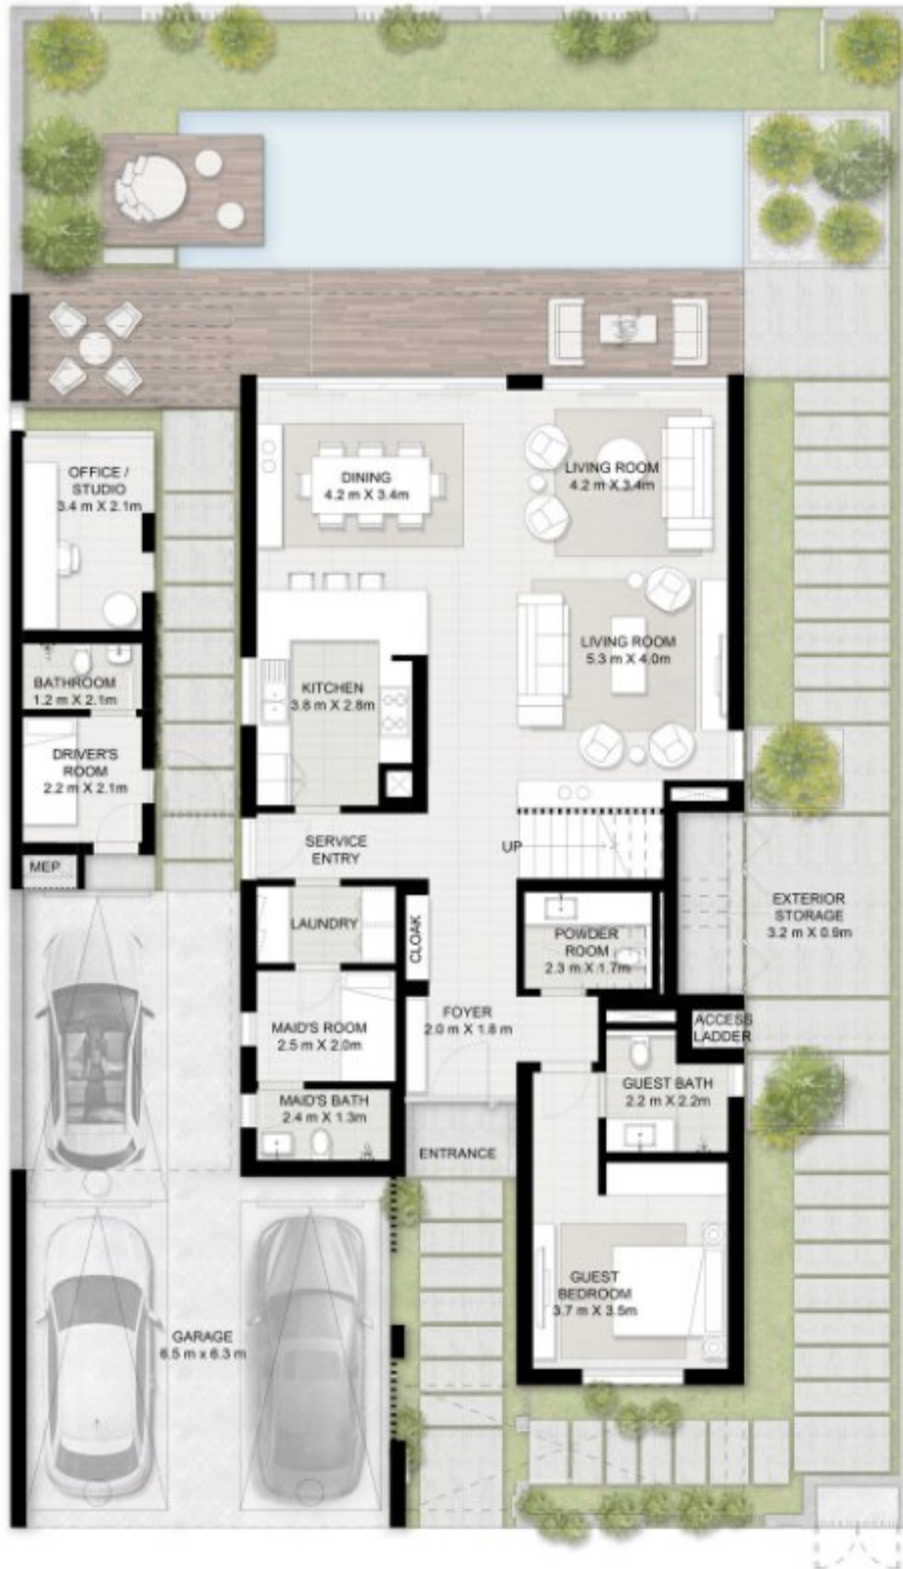 OFFICE /
STUDIO
3.4 m X 2.1m
DINING
4.2 m X 3.4m
LIVING ROOM
4.2 m X 3.4m
LIVING ROOM
5.3 m X 4.0m
KITCHEN
3.8 m X 2.8m
BATHROOM
1.2 m X 2.1m
DRIVER'S
ROOM
2.2 m X 2.1m
MEP
SERVICE
ENTRY
UP
LAUNDRY
CLOAK
POWDER
ROOM
2.3 m X 1.7m
EXTERIOR
STORAGE
3.2 m X 0.9m
MAID'S ROOM
2.5 m X 2.0m
FOYER
2.0 m X 1.8 m
ACCESS
LADDER
MAID'S BATH
2.4 m X 1.3m
GUEST BATH
2.2 m X 2.2m
ENTRANCE
GUEST
BEDROOM
3.7 m X 3.5m
GARAGE
6.5 m x 6.3 m